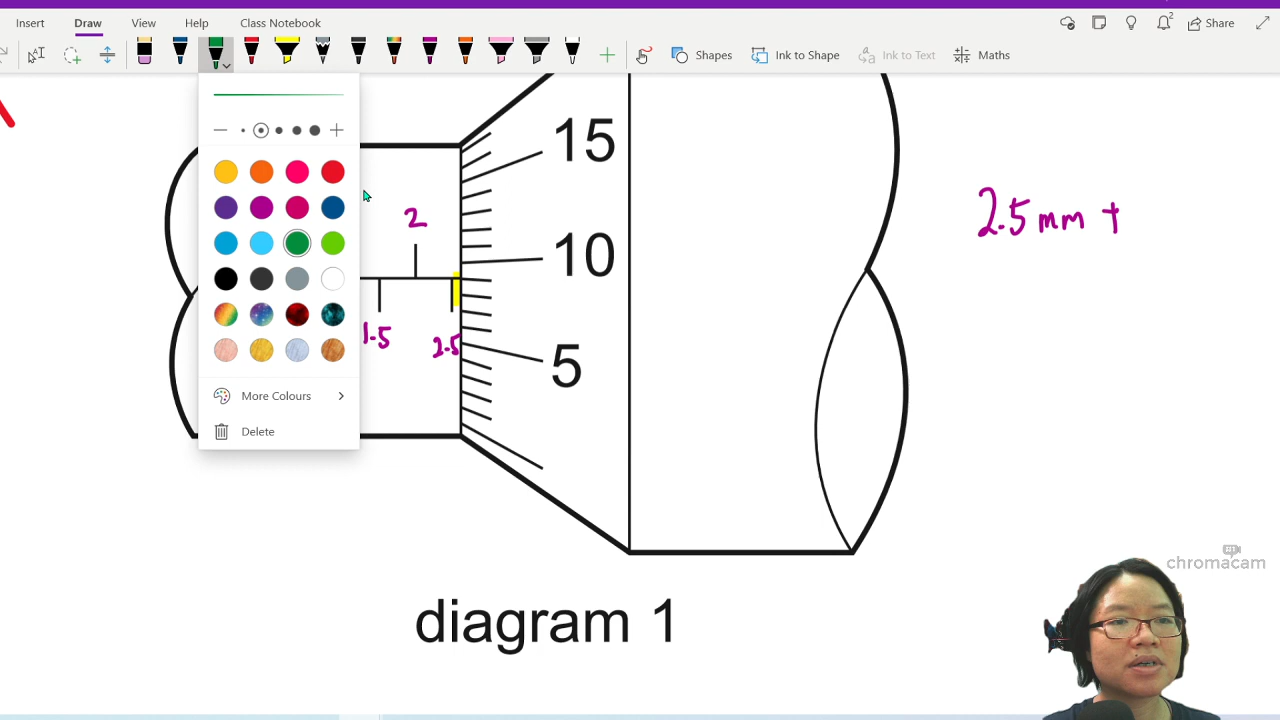 Insert Draw View Help Class Notebook
2 Share
Shapes Ink to Shape Ink to Text Maths
15
2
10
2.5 mm +
1.5 2.5
5
More Colours
Delete
diagram 1
chromacam